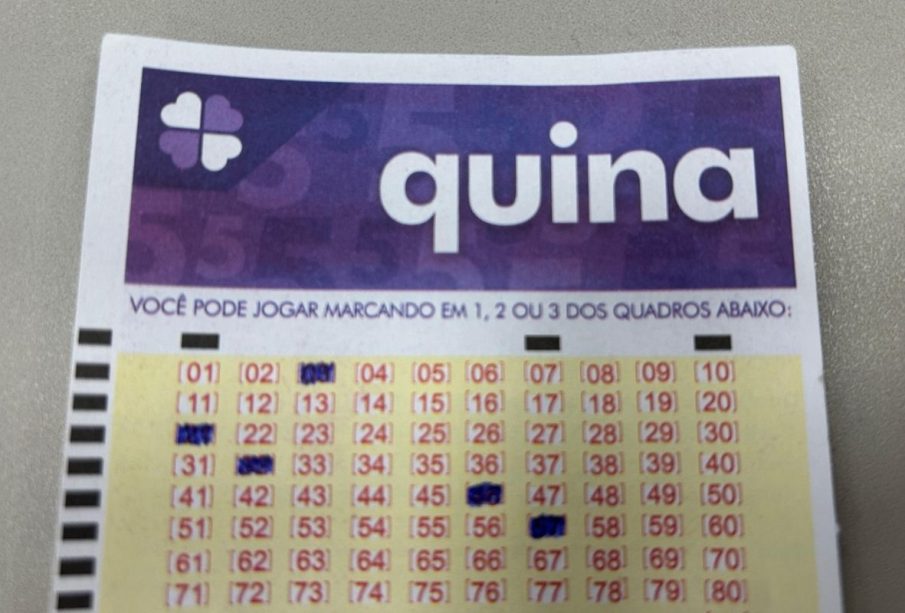 quina
VOCÊ PODE JOGAR MARCANDO EM 1, 2 OU 3 DOS QUADROS ABAIXO:
[01] [02] [04] [05] [06] [07] [08] [09] [10]
[11] [12] [13] [14] [15] [16] [17] [18] [19] [20]
[22] [23] [24] [25] [26] [27] [28] [29] [30]
[31] [33] [34] [35] [36] [37] [38] [39] [40]
[41] [42] [43] [44] [45] [47] [48] [49] [50]
[51] [52] [53] [54] [55] [56] [58] [59] [60]
[61] [62] [63] [64] [65] [66] [67] [68] [69] [70]
[71] [72] [73] [74] [75] [76] [77] [78] [79] [80]